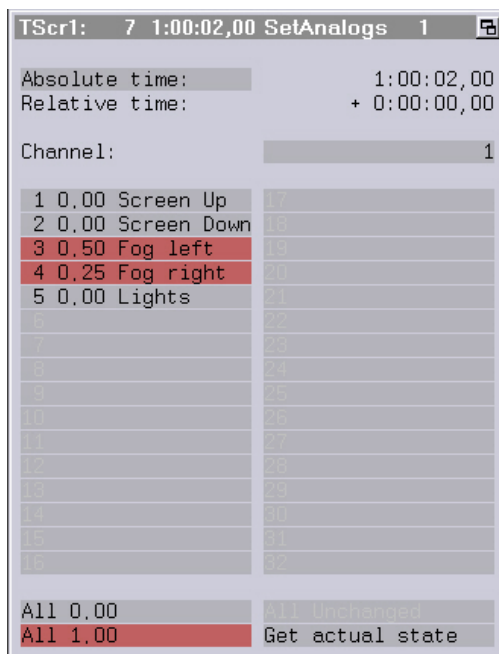 TScr1: 7 1:00:02,00 SetAnalogs 1
Absolute time: 1:00:02,00
Relative time: + 0:00:00,00
Channel: 1
1 0,00 Screen Up 17
2 0,00 Screen Down 18
3 0,50 Fog left 19
4 0,25 Fog right 20
5 0,00 Lights 21
6 22
7 23
8 24
9 25
10 26
11 27
12 28
13 29
14 30
15 31
16 32
All 0,00 All Unchanged
All 1,00 Get actual state